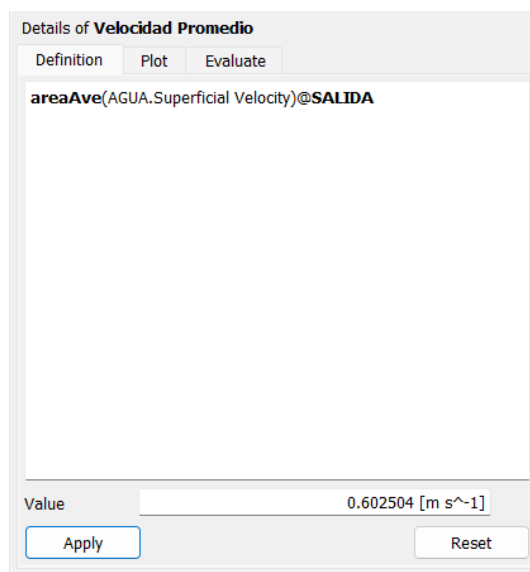 Details of Velocidad Promedio
Definition Plot Evaluate
areaAve(AGUA.Superficial Velocity)@SALIDA
Value 0.602504 [m s^-1]
Apply Reset